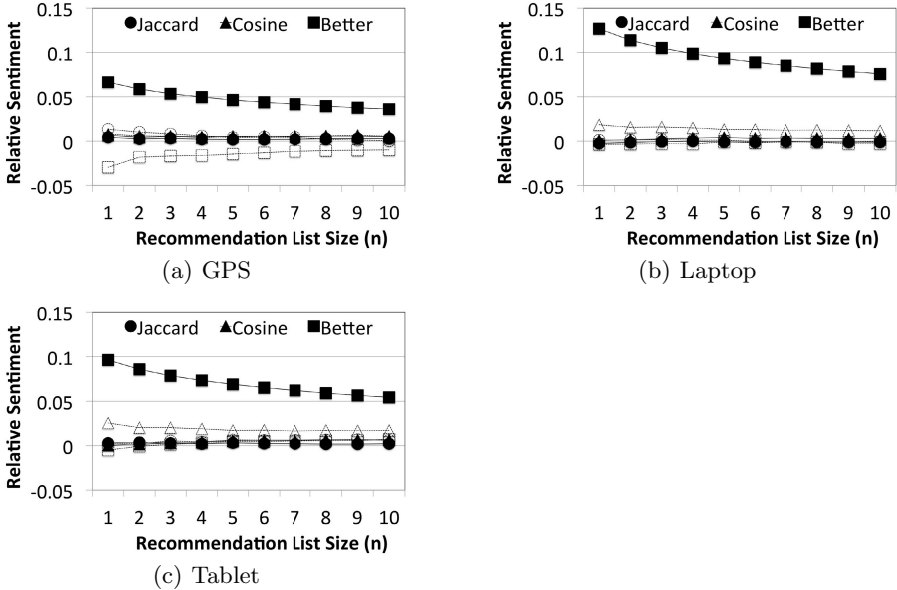 0.15
Jaccard Cosine Better
0.1
0.05
0
-0.05
Relative Sentiment
1 2 3 4 5 6 7 8 9 10
Recommendation List Size (n)
(a) GPS
0.15
Jaccard Cosine Better
0.1
0.05
0
-0.05
Relative Sentiment
1 2 3 4 5 6 7 8 9 10
Recommendation List Size (n)
(b) Laptop
0.15
Jaccard Cosine Better
0.1
0.05
0
-0.05
Relative Sentiment
1 2 3 4 5 6 7 8 9 10
Recommendation List Size (n)
(c) Tablet